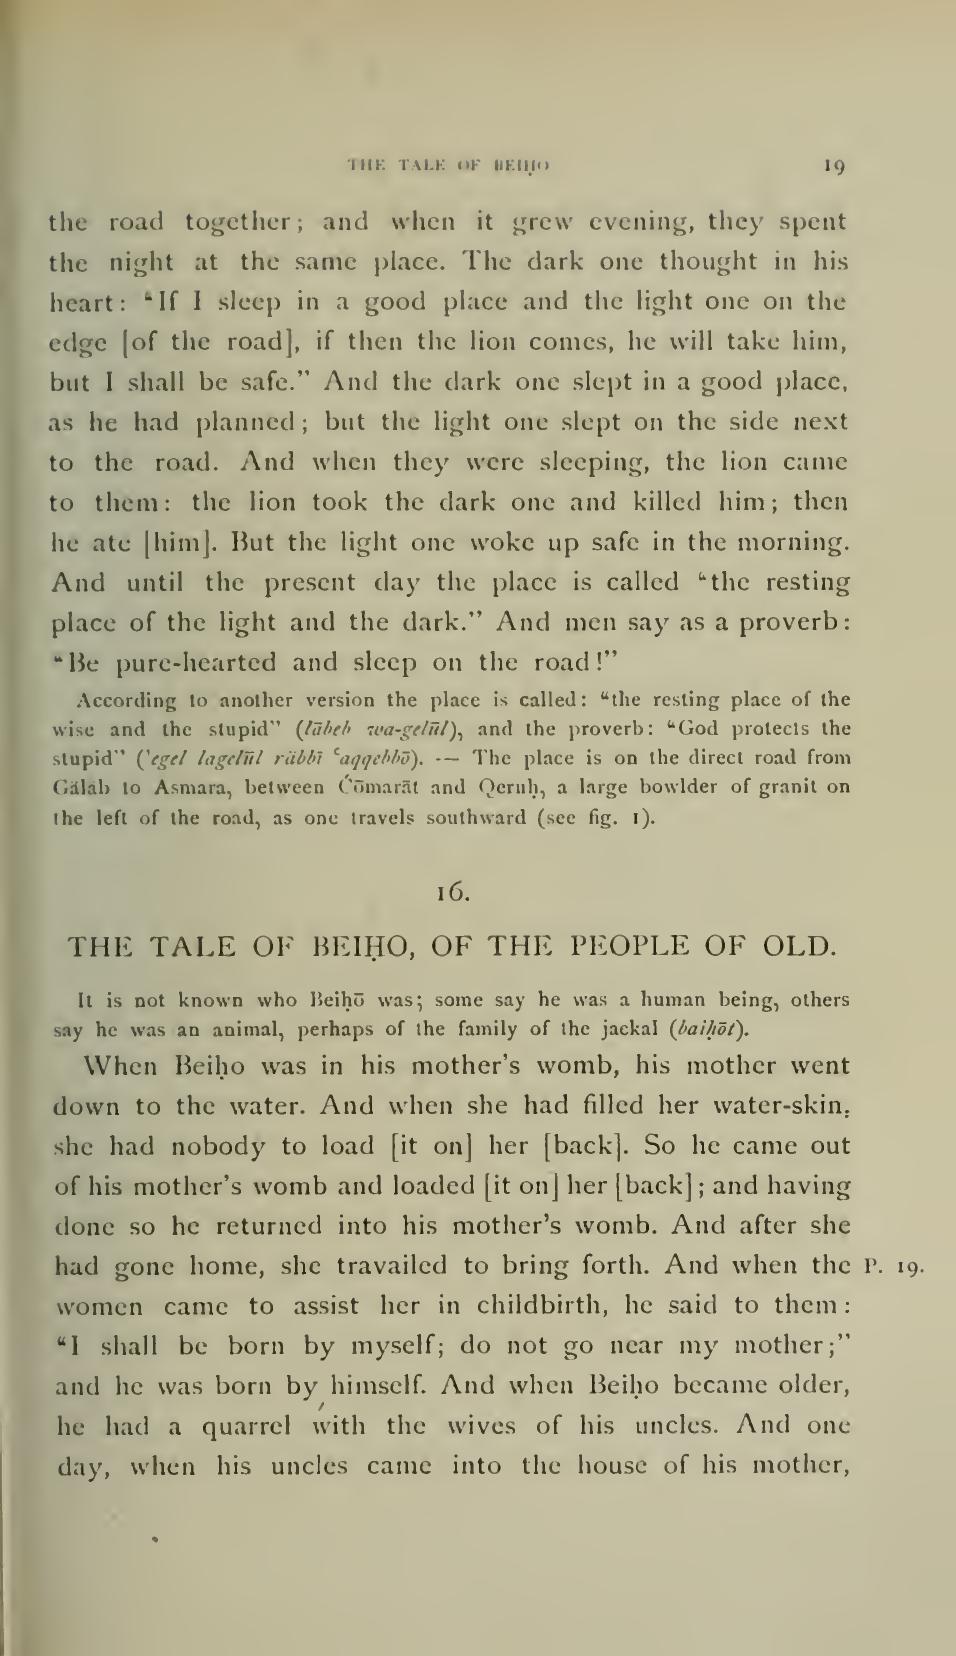 THE TALE OF BEIḤO 19
the road together; and when it grew evening, they spent
the night at the same place. The dark one thought in his
heart: “If I sleep in a good place and the light one on the
edge [of the road], if then the lion comes, he will take him,
but I shall be safe.” And the dark one slept in a good place,
as he had planned; but the light one slept on the side next
to the road. And when they were sleeping, the lion came
to them: the lion took the dark one and killed him; then
he ate [him]. But the light one woke up safe in the morning.
And until the present day the place is called “the resting
place of the light and the dark.” And men say as a proverb:
“Be pure-hearted and sleep on the road!”
According to another version the place is called: “the resting place of the
wise and the stupid” (lābeb wa-gelūl), and the proverb: “God protects the
stupid” (’egel lagelūl rābbī ‘aqqebbō). — The place is on the direct road from
Gālāb to Asmara, between Ćōmarāt and Qeruḥ, a large bowlder of granit on
the left of the road, as one travels southward (see fig. 1).
16.
THE TALE OF BEIḤO, OF THE PEOPLE OF OLD.
It is not known who Beiḥō was; some say he was a human being, others
say he was an animal, perhaps of the family of the jackal (baiḥōt).
When Beiḥo was in his mother’s womb, his mother went
down to the water. And when she had filled her water-skin,
she had nobody to load [it on] her [back]. So he came out
of his mother’s womb and loaded [it on] her [back]; and having
done so he returned into his mother’s womb. And after she
had gone home, she travailed to bring forth. And when the P. 19.
women came to assist her in childbirth, he said to them:
“I shall be born by myself; do not go near my mother;”
and he was born by himself. And when Beiḥo became older,
he had a quarrel with the wives of his uncles. And one
day, when his uncles came into the house of his mother,